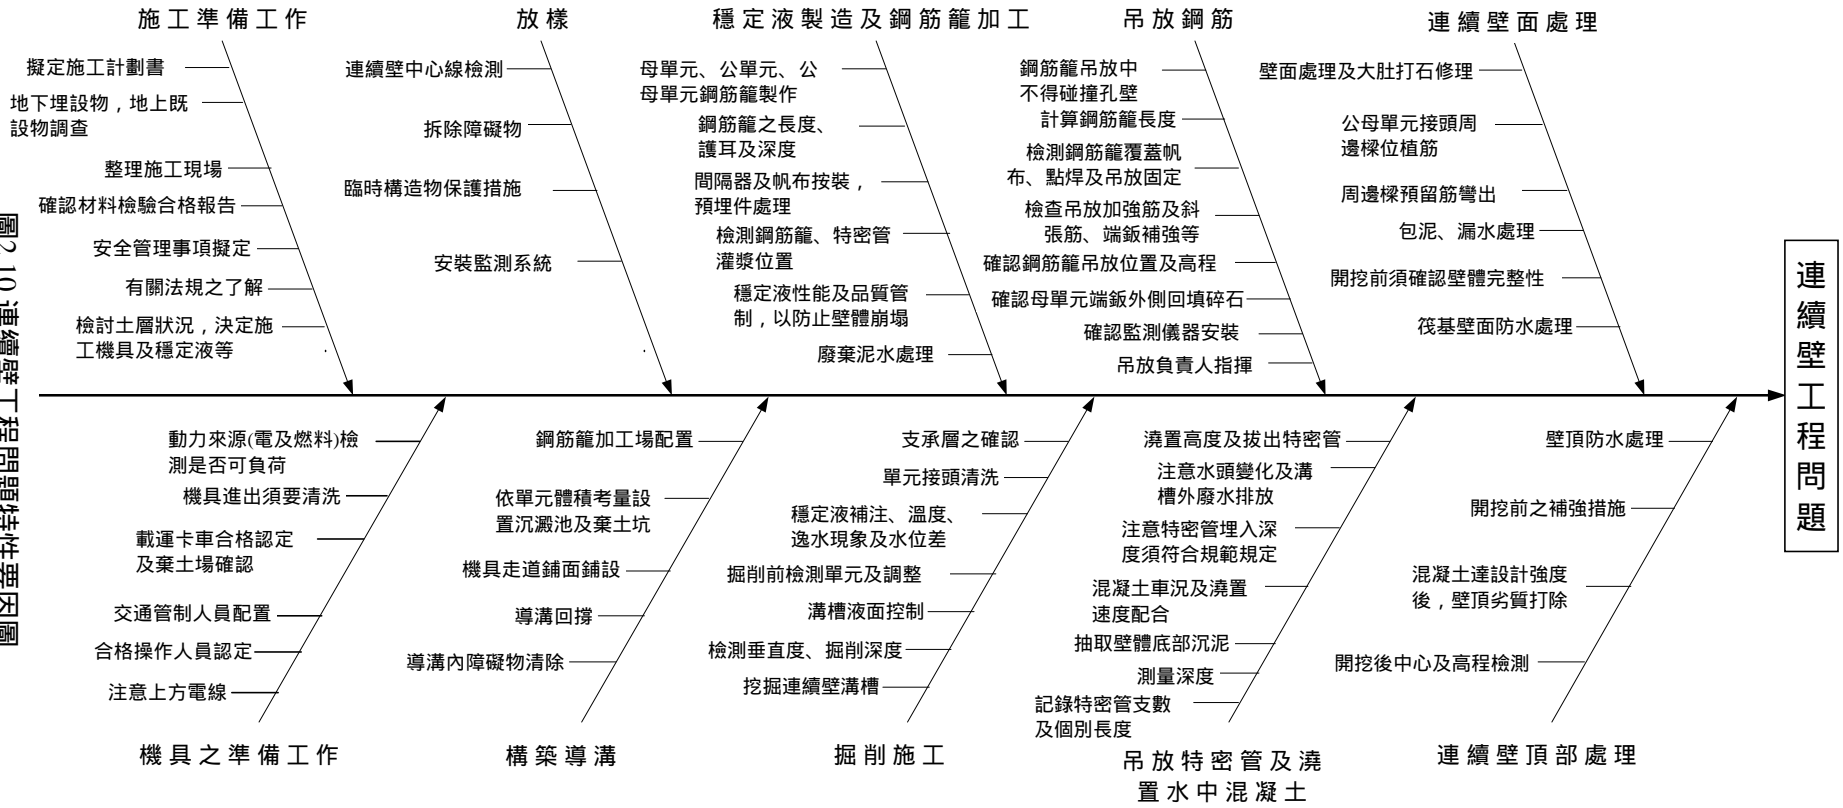 施工準備工作
擬定施工計劃書
地下埋設物，地上既
設物調查
整理施工現場
確認材料檢驗合格報告
安全管理事項擬定
有關法規之了解
檢討土層狀況，決定施
工機具及穩定液等
放樣
連續壁中心線檢測
拆除障礙物
臨時構造物保護措施
安裝監測系統
穩定液製造及鋼筋籠加工
母單元、公單元、公
母單元鋼筋籠製作
鋼筋籠之長度、
護耳及深度
間隔器及帆布按裝，
預埋件處理
檢測鋼筋籠、特密管
灌漿位置
穩定液性能及品質管
制，以防止壁體崩塌
廢棄泥水處理
吊放鋼筋
鋼筋籠吊放中
不得碰撞孔壁
計算鋼筋籠長度
檢測鋼筋籠覆蓋帆
布、點焊及吊放固定
檢查吊放加強筋及斜
張筋、端鈑補強等
確認鋼筋籠吊放位置及高程
確認母單元端鈑外側回填碎石
確認監測儀器安裝
吊放負責人指揮
連續壁面處理
壁面處理及大肚打石修理
公母單元接頭周
邊樑位植筋
周邊樑預留筋彎出
包泥、漏水處理
開挖前須確認壁體完整性
筏基壁面防水處理
連續壁工程問題
動力來源(電及燃料)檢
測是否可負荷
機具進出須要清洗
載運卡車合格認定
及棄土場確認
交通管制人員配置
合格操作人員認定
注意上方電線
機具之準備工作
鋼筋籠加工場配置
依單元體積考量設
置沉澱池及棄土坑
機具走道鋪面鋪設
導溝回撐
導溝內障礙物清除
構築導溝
支承層之確認
單元接頭清洗
穩定液補注、溫度、
逸水現象及水位差
掘削前檢測單元及調整
溝槽液面控制
檢測垂直度、掘削深度
挖掘連續壁溝槽
掘削施工
澆置高度及拔出特密管
注意水頭變化及溝
槽外廢水排放
注意特密管埋入深
度須符合規範規定
混凝土車況及澆置
速度配合
抽取壁體底部沉泥
測量深度
記錄特密管支數
及個別長度
吊放特密管及澆
置水中混凝土
壁頂防水處理
開挖前之補強措施
混凝土達設計強度
後，壁頂劣質打除
開挖後中心及高程檢測
連續壁頂部處理
圖2.10 連續壁工程問題特性要因圖